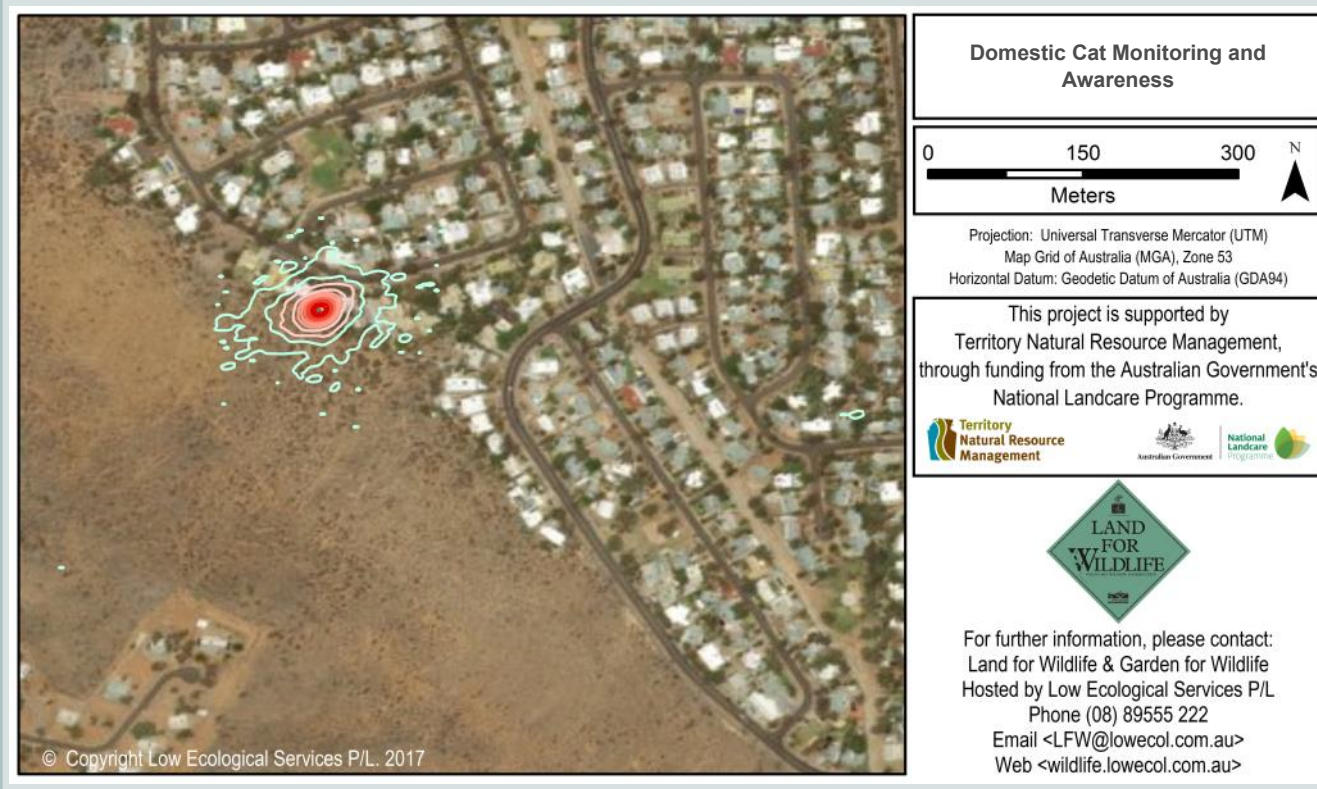 Domestic Cat Monitoring and
Awareness
0 150 300
N
Meters
Projection: Universal Transverse Mercator (UTM)
Map Grid of Australia (MGA), Zone 53
Horizontal Datum: Geodetic Datum of Australia (GDA94)
This project is supported by
Territory Natural Resource Management,
through funding from the Australian Government's
National Landcare Programme.
Territory
Natural Resource
Management
Australian Government
National
Landcare
Programme
LAND
FOR
WILDLIFE
For further information, please contact:
Land for Wildlife & Garden for Wildlife
Hosted by Low Ecological Services P/L
Phone (08) 89555 222
Email <LFW@lowecol.com.au>
Web <wildlife.lowecol.com.au>
© Copyright Low Ecological Services P/L. 2017